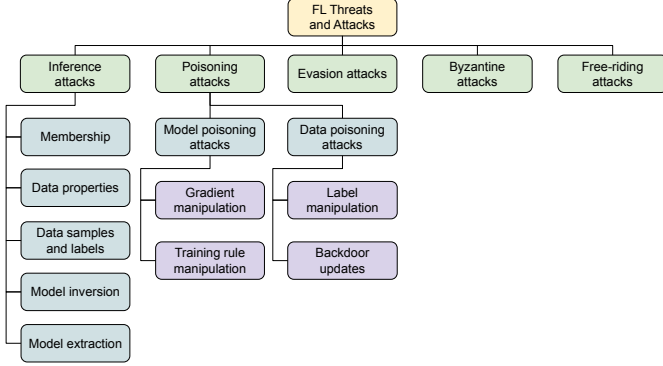 FL Threats
and Attacks
Inference
attacks
Poisoning
attacks
Evasion attacks
Byzantine
attacks
Free-riding
attacks
Membership
Data properties
Data samples
and labels
Model inversion
Model extraction
Model poisoning
attacks
Gradient
manipulation
Training rule
manipulation
Data poisoning
attacks
Label
manipulation
Backdoor
updates